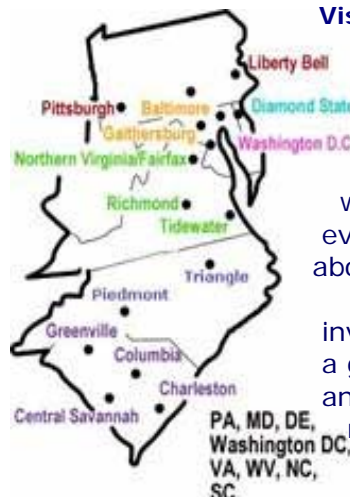 Vis
Liberty Bell
Pittsburgh
Baltimore
Diamond State
Gaithersburg
Washington D.C
Northern Virginia/Fairfax
Richmond
w
Tidewater
ev
abo
Triangle
Piedmont
Greenville
inv
Columbia
a g
Charleston
an
Central Savannah
PA, MD, DE,
Washington DC,
VA, WV, NC,
SC